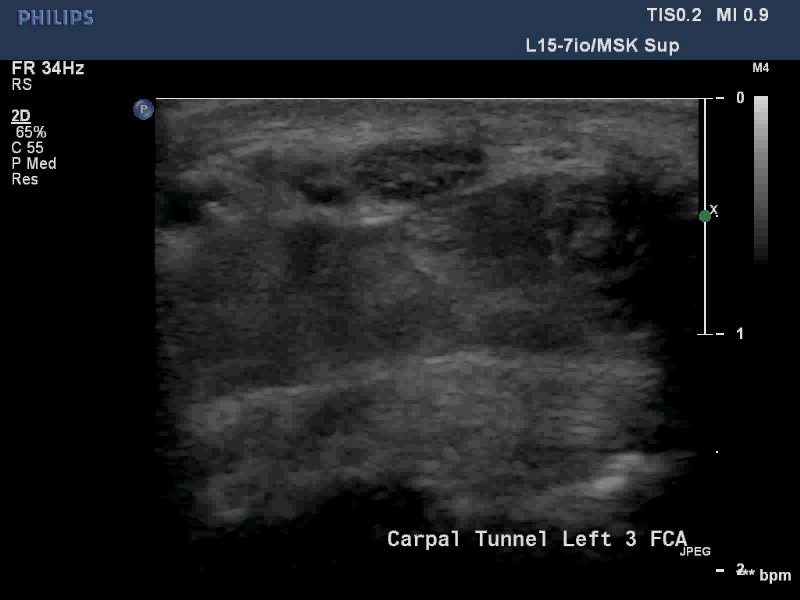 PHILIPS
TIS0.2 MI 0.9
L15-7io/MSK Sup
FR 34Hz
RS
M4
2D
65%
C 55
P Med
Res
P
0
X
1
Carpal Tunnel Left 3 FCA
JPEG
2
*** bpm